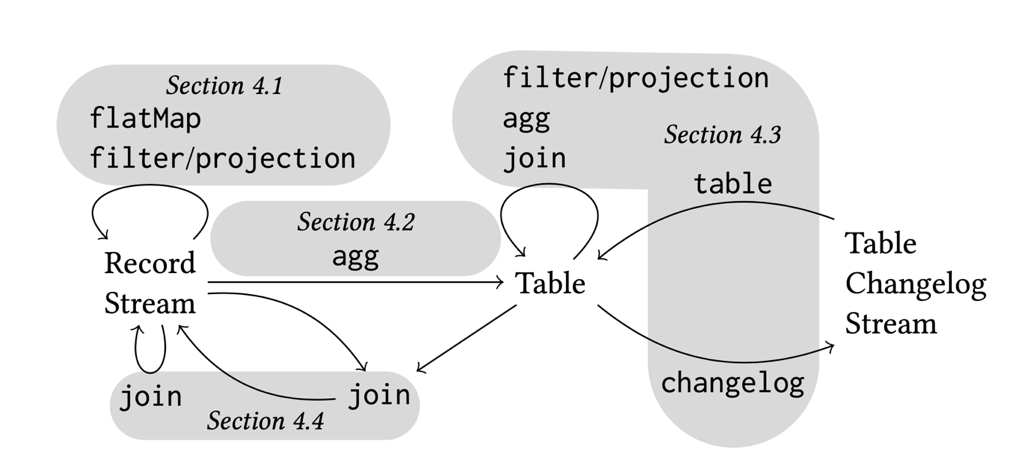 Section 4.1
flatMap
filter/projection
filter/projection
agg
join
Section 4.3
table
Section 4.2
agg
Record
Stream
Table
Table
Changelog
Stream
join
join
Section 4.4
changelog